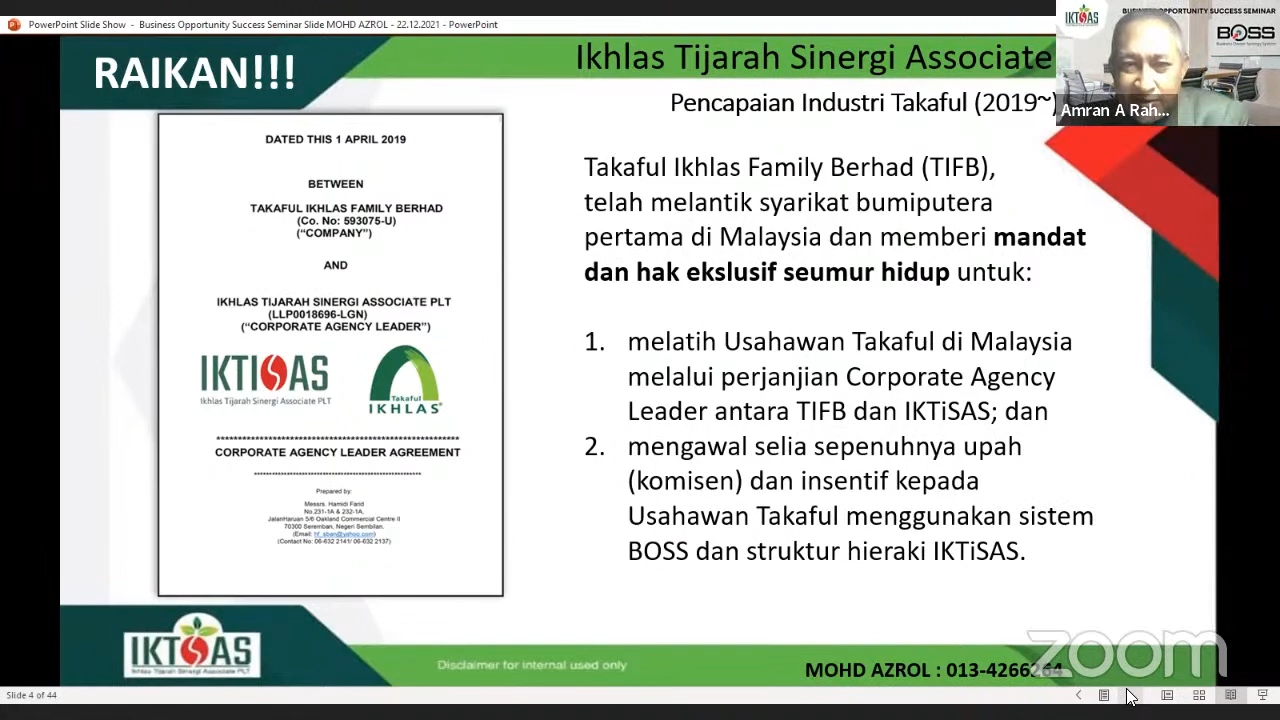 PowerPoint Slide Show - Business Opportunity Success Seminar Slide MOHD AZROL - 22.12.2021 - PowerPoint
IKTISAS
BUSINESS OPPORTUNITY SUCCESS SEMINAR
BOSS
Amran A Rah...
RAIKAN!!!
Ikhlas Tijarah Sinergi Associate
Pencapaian Industri Takaful (2019~)
DATED THIS 1 APRIL 2019
BETWEEN
TAKAFUL IKHLAS FAMILY BERHAD
(Co. No: 593075-U)
("COMPANY")
AND
IKHLAS TIJARAH SINERGI ASSOCIATE PLT
(LLP0018696-LGN)
("CORPORATE AGENCY LEADER")
IKTISAS
Ikhlas Tijarah Sinergi Associate PLT
Takaful
IKHLAS
CORPORATE AGENCY LEADER AGREEMENT
Prepared by:
Messrs. Hamidi Farid
No.231-1A & 232-1A,
JalanHaruan 5/6 Oakland Commercial Centre II
70300 Seremban, Negeri Sembilan.
(Email: hf_sban@yahoo.com)
(Contact No: 06-632 2141/ 06-632 2137)
Takaful Ikhlas Family Berhad (TIFB),
telah melantik syarikat bumiputera
pertama di Malaysia dan memberi mandat
dan hak ekslusif seumur hidup untuk:
1. melatih Usahawan Takaful di Malaysia
melalui perjanjian Corporate Agency
Leader antara TIFB dan IKTiSAS; dan
2. mengawal selia sepenuhnya upah
(komisen) dan insentif kepada
Usahawan Takaful menggunakan sistem
BOSS dan struktur hieraki IKTiSAS.
IKTISAS
Ikhlas Tijarah Sinergi Associate PLT
Disclaimer for internal used only
MOHD AZROL : 013-4266264
zoom
Slide 4 of 44